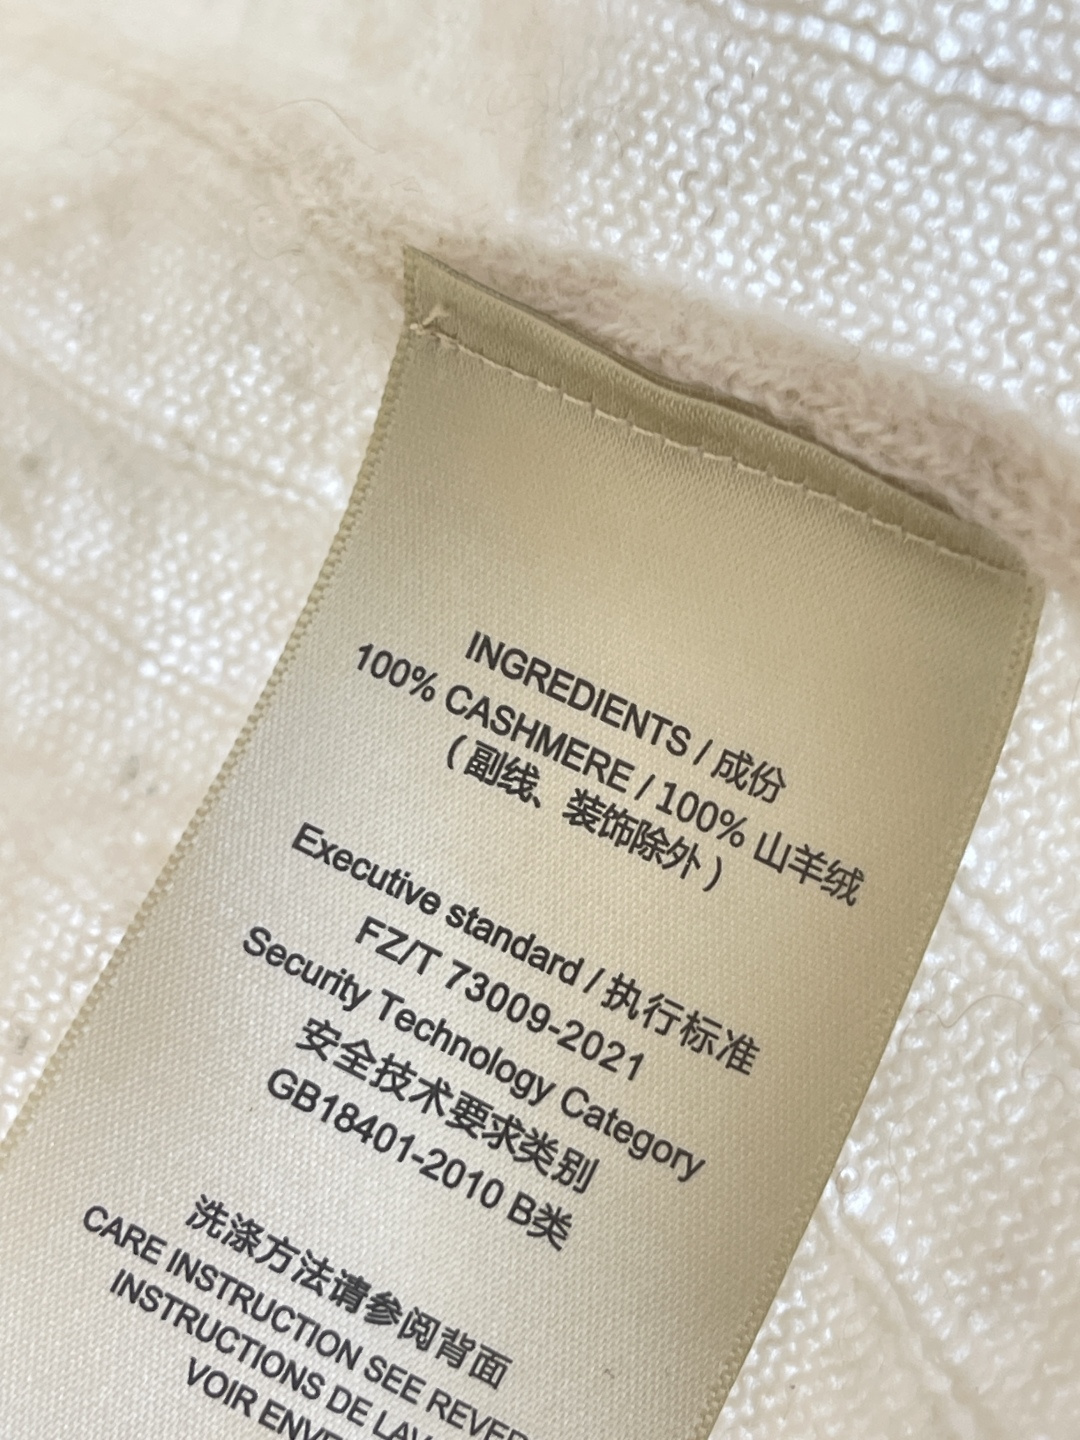 INGREDIENTS / 成份
100% CASHMERE / 100% 山羊绒
( 副线、装饰除外 )
Executive standard / 执行标准
FZ/T 73009-2021
Security Technology Category
安全技术要求类别
GB18401-2010 B类
洗涤方法请参阅背面
CARE INSTRUCTION SEE
INSTRUCTIONS DE
VOIR